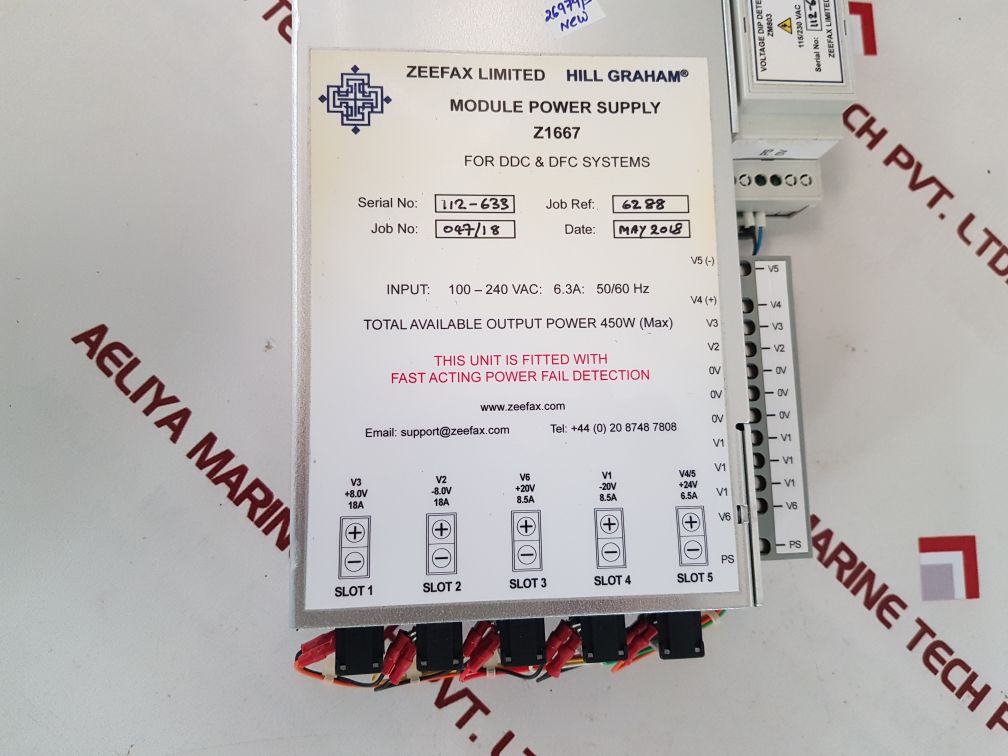 26979F
NEW
VOLTAGE DIP DETE
ZM803
115/230 VAC
Serial No: 112-6
ZEEFAX LIMITED
ZEEFAX LIMITED HILL GRAHAM®
MODULE POWER SUPPLY
Z1667
FOR DDC & DFC SYSTEMS
Serial No: 112-633 Job Ref: 6288
Job No: 047/18 Date: MAY 2018
INPUT: 100 – 240 VAC: 6.3A: 50/60 Hz
TOTAL AVAILABLE OUTPUT POWER 450W (Max)
THIS UNIT IS FITTED WITH
FAST ACTING POWER FAIL DETECTION
www.zeefax.com
Email: support@zeefax.com Tel: +44 (0) 20 8748 7808
V3 V2 V6 V1 V4/5
+8.0V -8.0V +20V -20V +24V
18A 18A 8.5A 8.5A 6.5A
+ + + + +
− − − − −
SLOT 1 SLOT 2 SLOT 3 SLOT 4 SLOT 5
V5 (-)
V4 (+)
V3
V2
0V
0V
0V
V1
V1
V1
V6
PS
V5
V4
V3
V2
0V
0V
0V
V1
V1
V1
V6
PS
AELIYA MARINE TECH PVT. LTD
AELIYA MARIN
CH PVT. LTD
PVT. L
MARINE TECH P